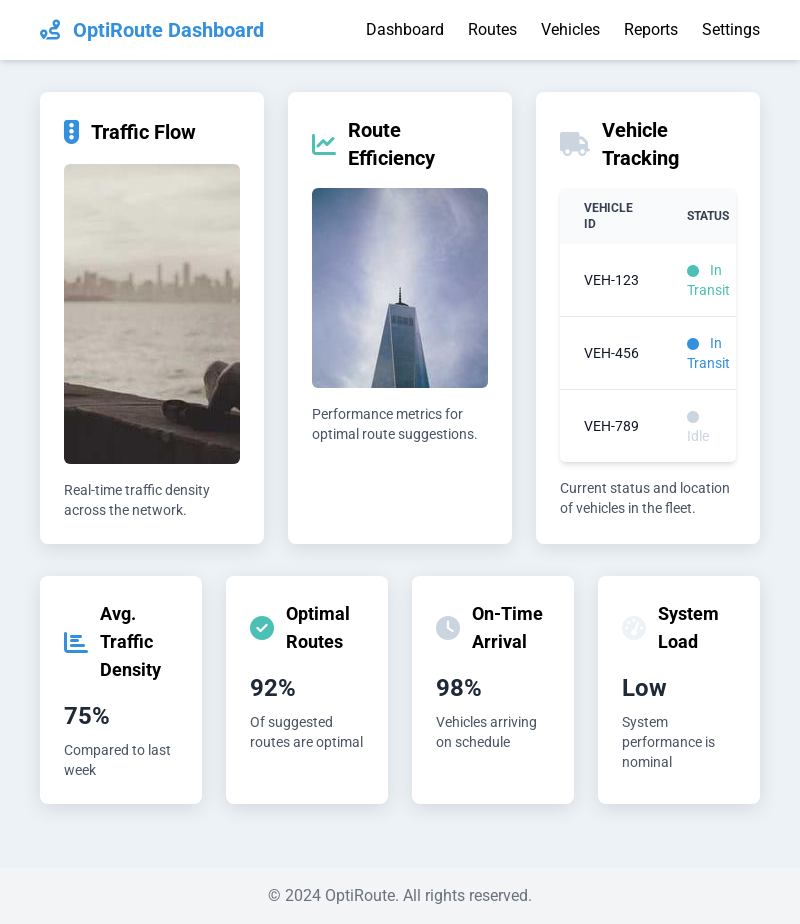 OptiRoute Dashboard
Dashboard Routes Vehicles Reports Settings
Traffic Flow
Real-time traffic density
across the network.
Route
Efficiency
Performance metrics for
optimal route suggestions.
Vehicle
Tracking
VEHICLE
ID
STATUS
VEH-123
In
Transit
VEH-456
In
Transit
VEH-789
Idle
Current status and location
of vehicles in the fleet.
Avg.
Traffic
Density
75%
Compared to last
week
Optimal
Routes
92%
Of suggested
routes are optimal
On-Time
Arrival
98%
Vehicles arriving
on schedule
System
Load
Low
System
performance is
nominal
© 2024 OptiRoute. All rights reserved.